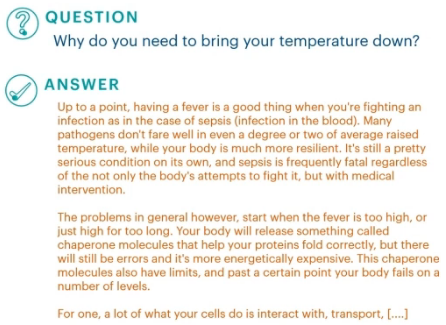 QUESTION
Why do you need to bring your temperature down?
ANSWER
Up to a point, having a fever is a good thing when you're fighting an
infection as in the case of sepsis (infection in the blood). Many
pathogens don't fare well in even a degree or two of average raised
temperature, while your body is much more resilient. It's still a pretty
serious condition on its own, and sepsis is frequently fatal regardless
of the not only the body's attempts to fight it, but with medical
intervention.
The problems in general however, start when the fever is too high, or
just high for too long. Your body will release something called
chaperone molecules that help your proteins fold correctly, but there
will still be errors and it's more energetically expensive. This chaperone
molecules also have limits, and past a certain point your body fails on a
number of levels.
For one, a lot of what your cells do is interact with, transport, [....]